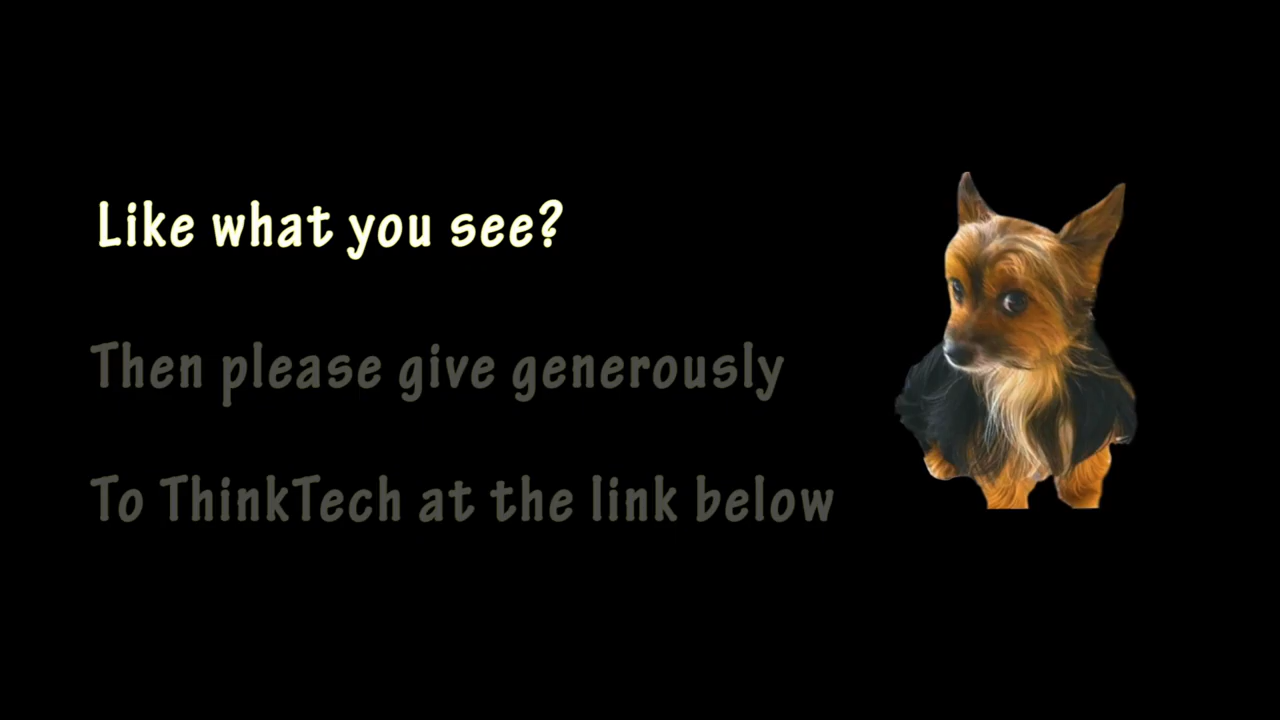 Like what you see?
Then please give generously
To ThinkTech at the link below